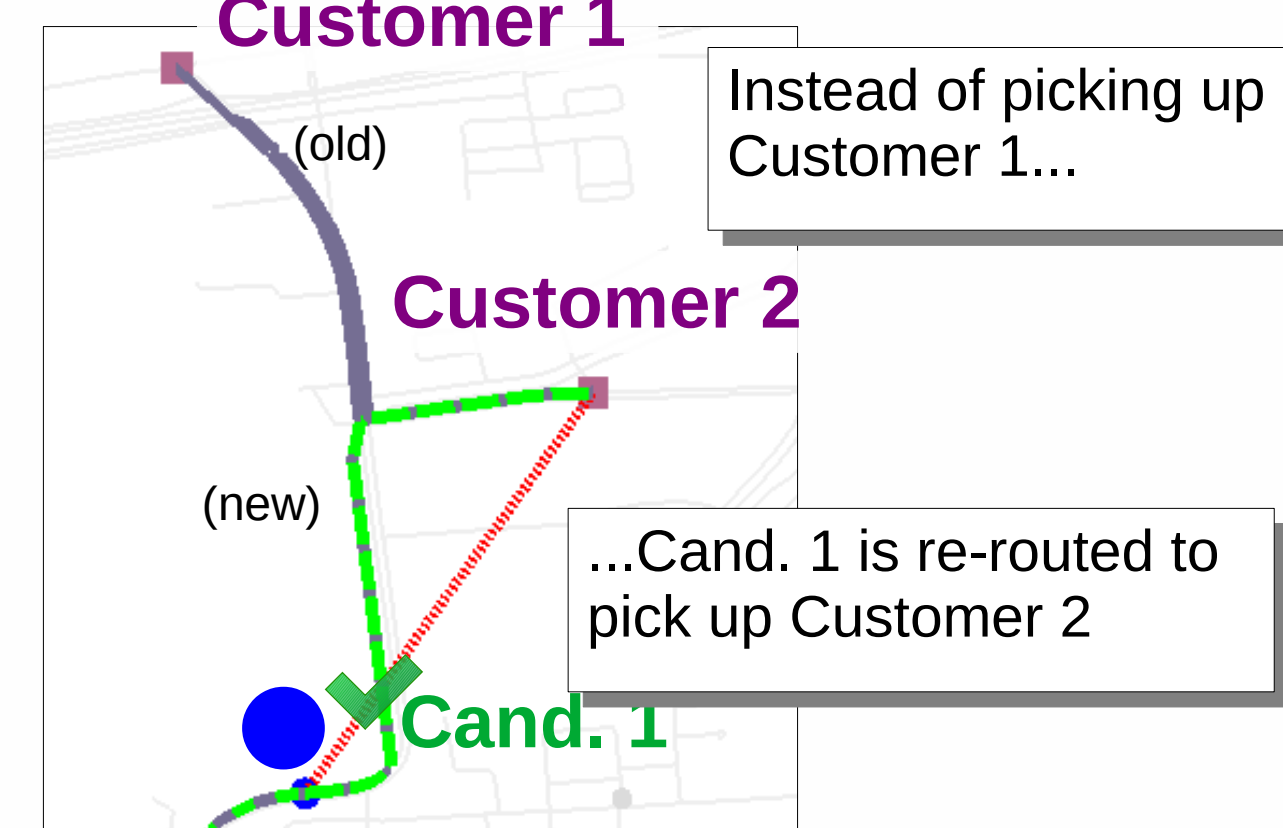 Customer 1
Instead of picking up
Customer 1...
(old)
Customer 2
(new)
...Cand. 1 is re-routed to
pick up Customer 2
Cand. 1